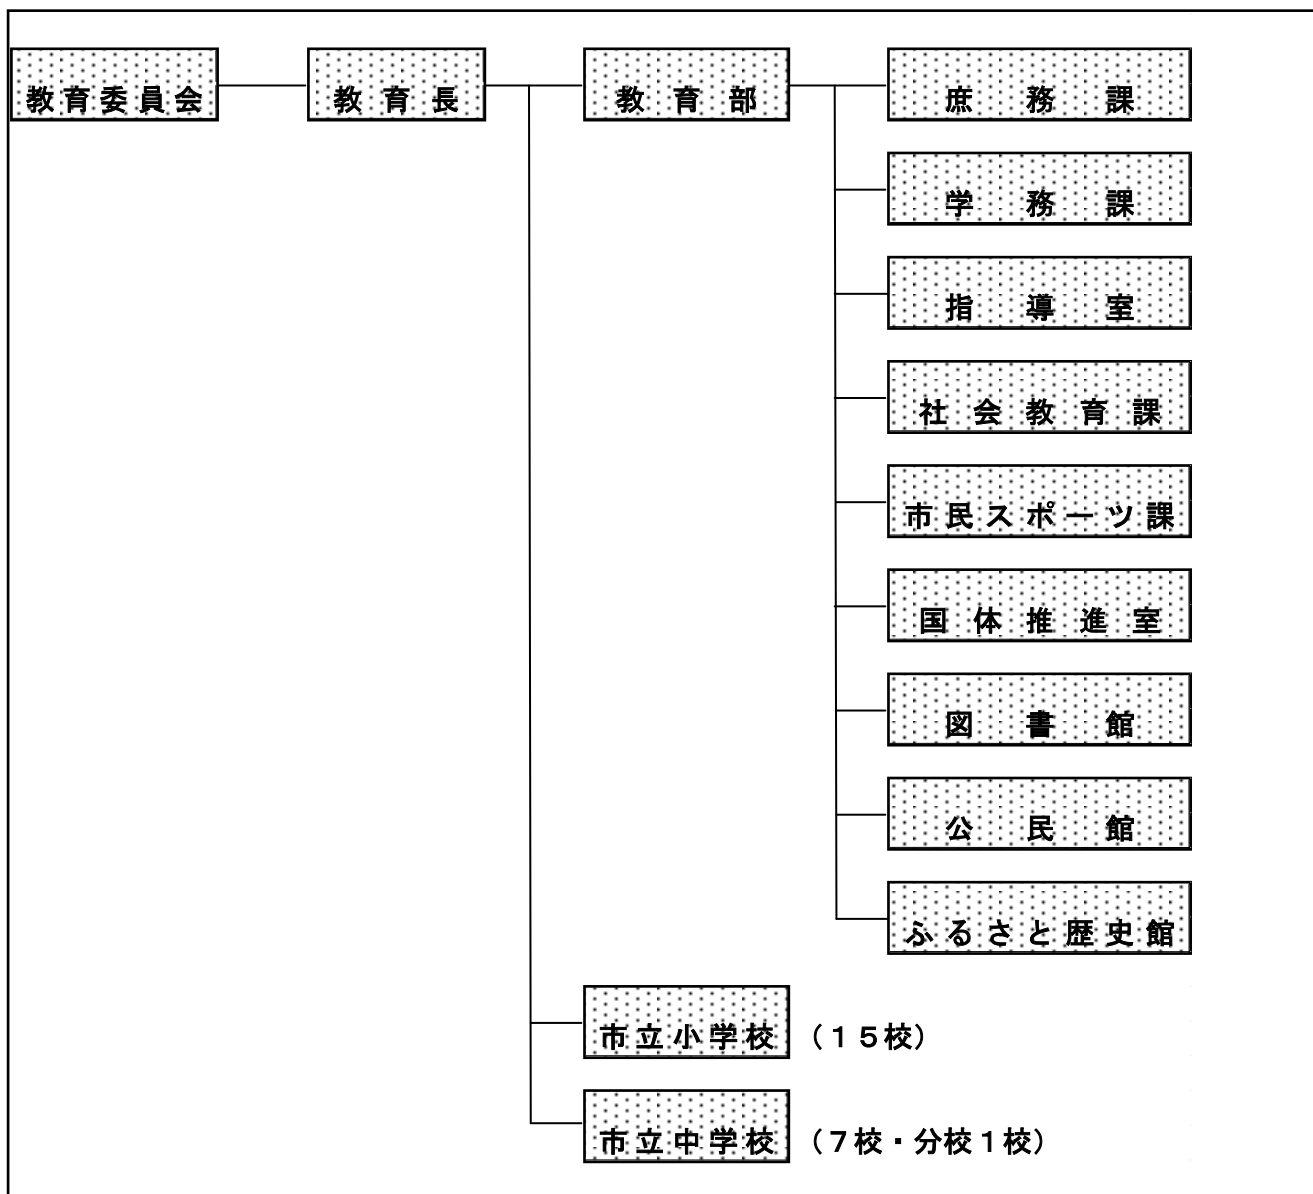 教育委員会 教育長 教育部 庶務課
学務課
指導室
社会教育課
市民スポーツ課
国体推進室
図書館
公民館
ふるさと歴史館
市立小学校 （１５校）
市立中学校 （７校・分校１校）